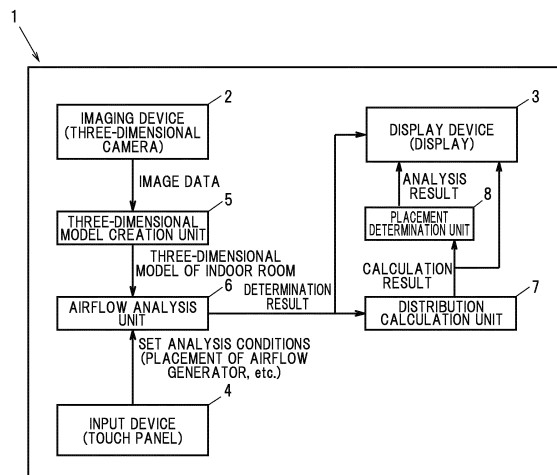 1
2
IMAGING DEVICE
(THREE-DIMENSIONAL
CAMERA)
IMAGE DATA
5
THREE-DIMENSIONAL
MODEL CREATION UNIT
THREE-DIMENSIONAL
MODEL OF INDOOR ROOM
6
AIRFLOW ANALYSIS
UNIT
SET ANALYSIS CONDITIONS
(PLACEMENT OF AIRFLOW
GENERATOR, etc.)
4
INPUT DEVICE
(TOUCH PANEL)
3
DISPLAY DEVICE
(DISPLAY)
ANALYSIS
RESULT
8
PLACEMENT
DETERMINATION UNIT
CALCULATION
RESULT
DETERMINATION
RESULT
7
DISTRIBUTION
CALCULATION UNIT